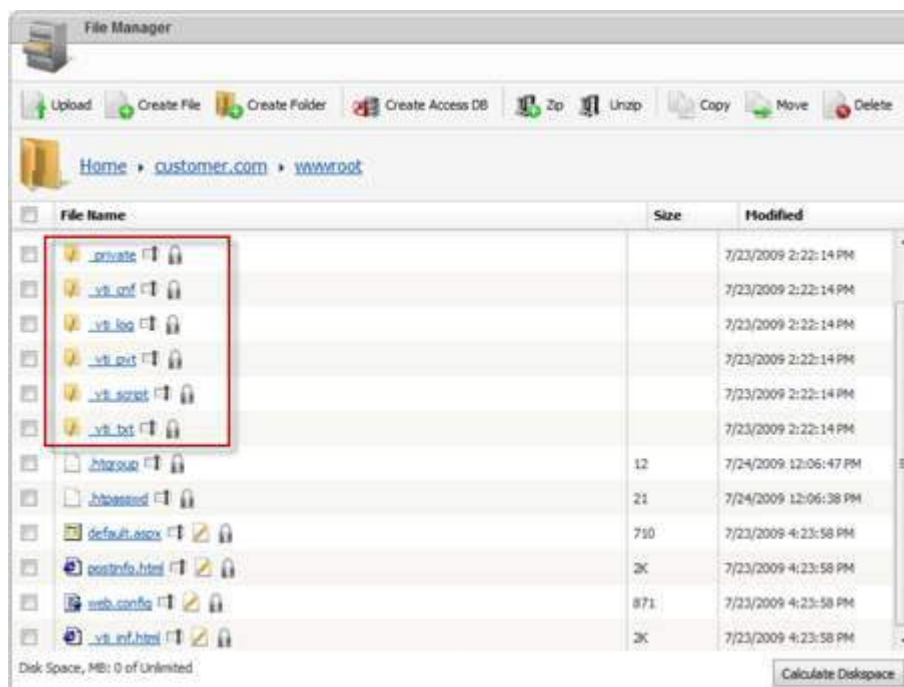 File Manager
Upload Create File Create Folder Create Access DB Zip Unzip Copy Move Delete
Home customer.com wwwroot
File Name Size Modified
_private 7/23/2009 2:22:14 PM
_vti_cnf 7/23/2009 2:22:14 PM
_vti_log 7/23/2009 2:22:14 PM
_vti_pvt 7/23/2009 2:22:14 PM
_vti_script 7/23/2009 2:22:14 PM
_vti_txt 7/23/2009 2:22:14 PM
.htgroup 12 7/24/2009 12:06:47 PM
.htpasswd 21 7/24/2009 12:06:38 PM
default.aspx 710 7/23/2009 4:23:58 PM
postinfo.html 2K 7/23/2009 4:23:58 PM
web.config 871 7/23/2009 4:23:58 PM
_vti_inf.html 2K 7/23/2009 4:23:58 PM
Disk Space, MB: 0 of Unlimited Calculate Diskspace